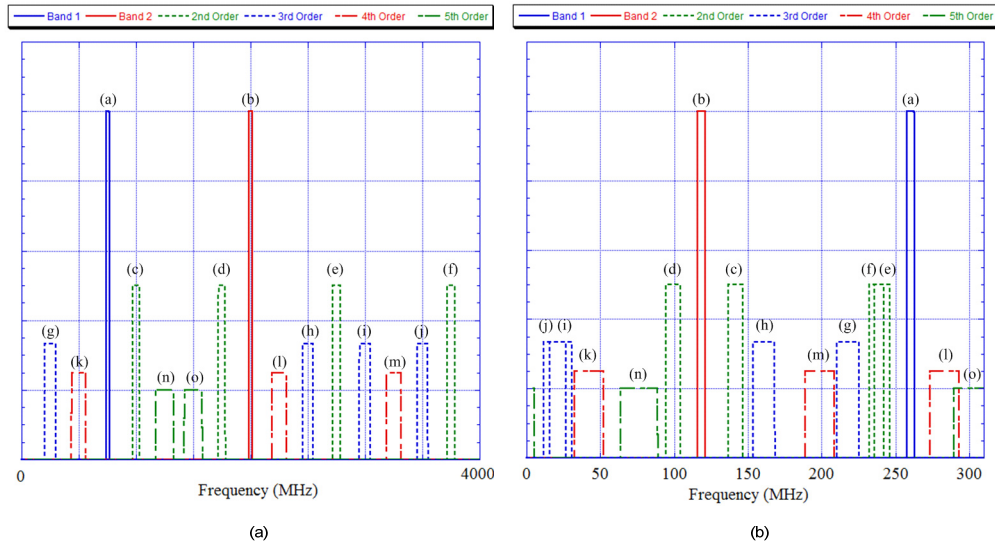 Band 1 Band 2 2nd Order 3rd Order 4th Order 5th Order
(a) (b)
(c) (d) (e) (f)
(g) (h) (i) (j)
(k) (l) (m)
(n) (o)
0 4000
Frequency (MHz)
(a)
Band 1 Band 2 2nd Order 3rd Order 4th Order 5th Order
(b) (a)
(d) (c) (f) (e)
(j) (i) (h) (g)
(k) (m) (l)
(n) (o)
0 50 100 150 200 250 300
Frequency (MHz)
(b)